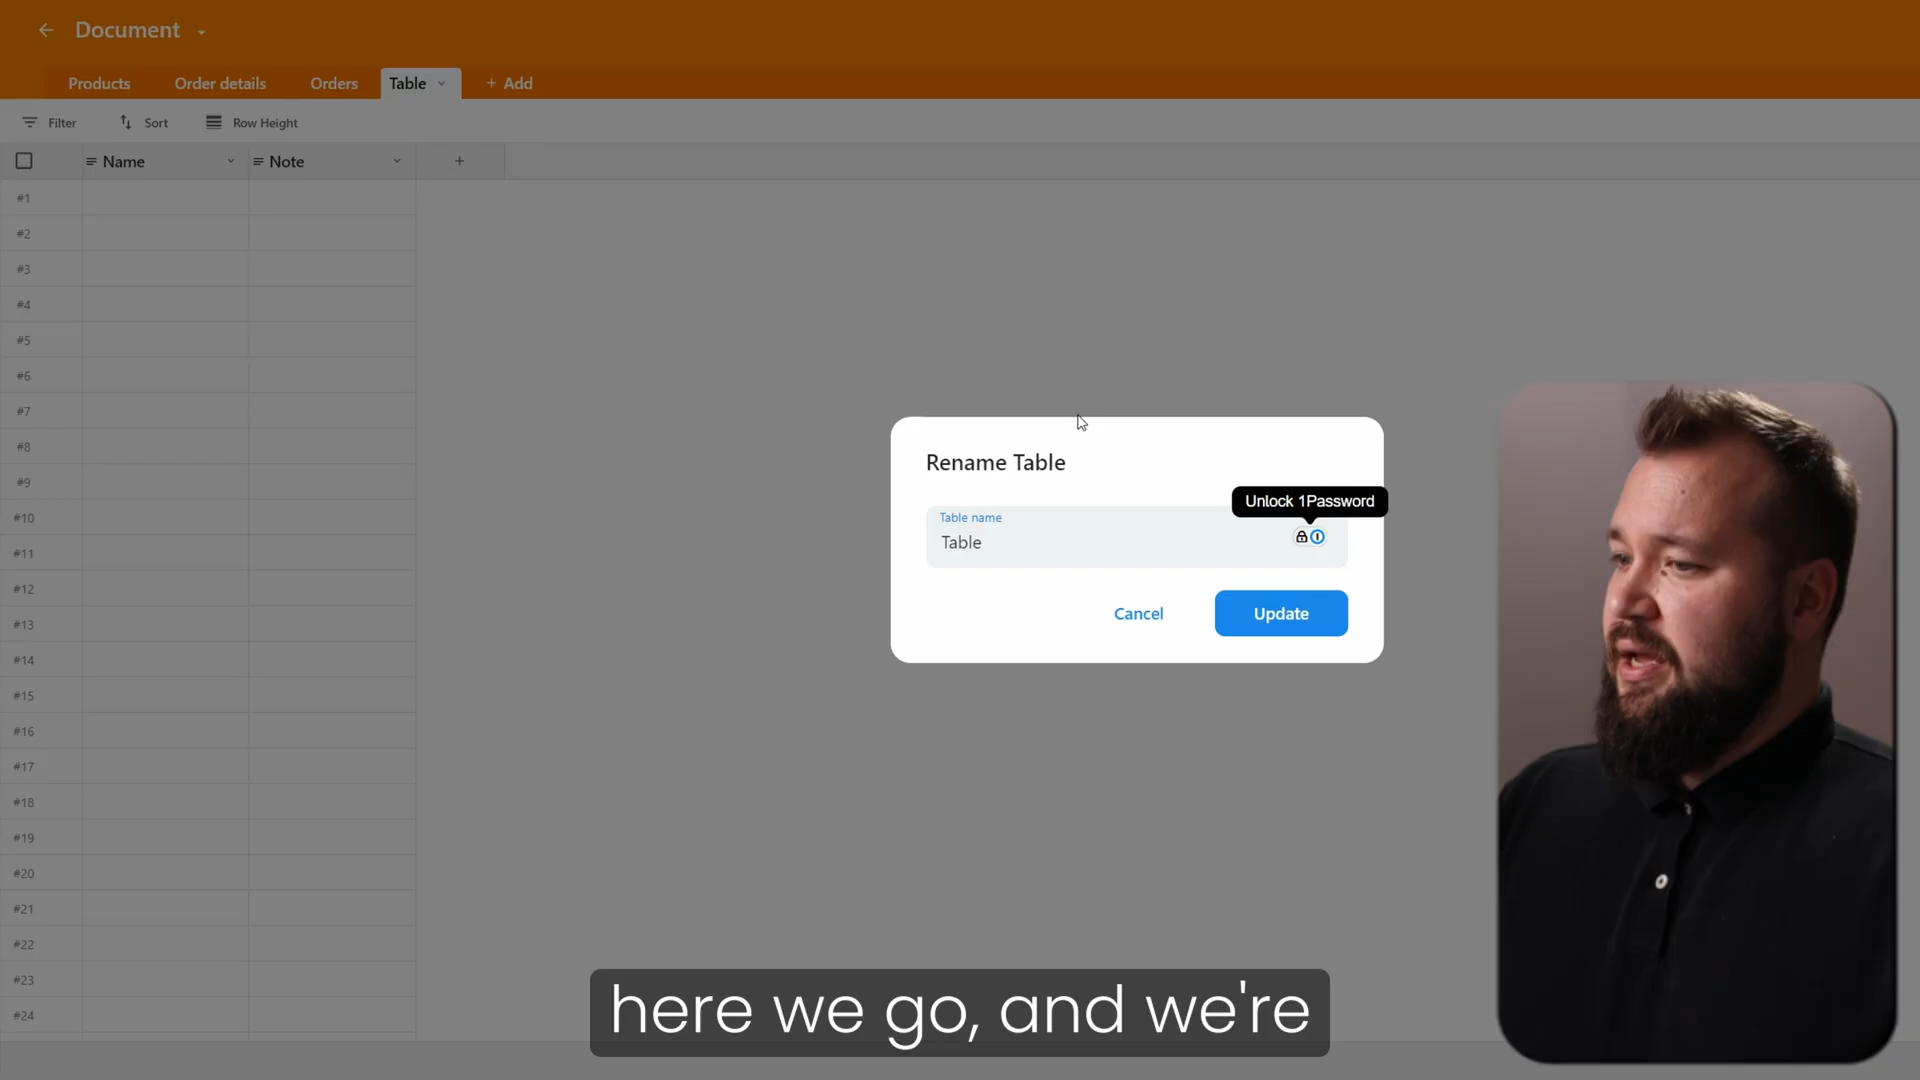 Document
Products Order details Orders Table + Add
Filter Sort Row Height
Name Note +
#1
#2
#3
#4
#5
#6
#7
#8
#9
#10
#11
#12
#13
#14
#15
#16
#17
#18
#19
#20
#21
#22
#23
#24
Rename Table
Unlock 1Password
Table name
Table
Cancel Update
here we go, and we're